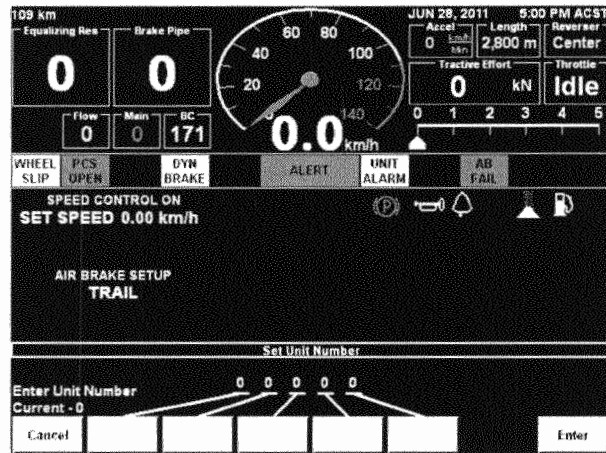 109 km
JUN 28, 2011 5:00 PM ACST
Equalizing Res
0
Brake Pipe
0
Flow
0
Main
0
BC
171
20
40
60
80
100
120
140
0.0 km/h
Accel
0 km/h
Min
Length
2,800 m
Reverser
Center
Tractive Effort
0 kN
Throttle
Idle
0 1 2 3 4 5
WHEEL SLIP
PCS OPEN
DYN BRAKE
ALERT
UNIT ALARM
AB FAIL
SPEED CONTROL ON
SET SPEED 0.00 km/h
(P)
AIR BRAKE SETUP
TRAIL
Set Unit Number
0 0 0 0 0
Enter Unit Number
Current - 0
Cancel
Enter